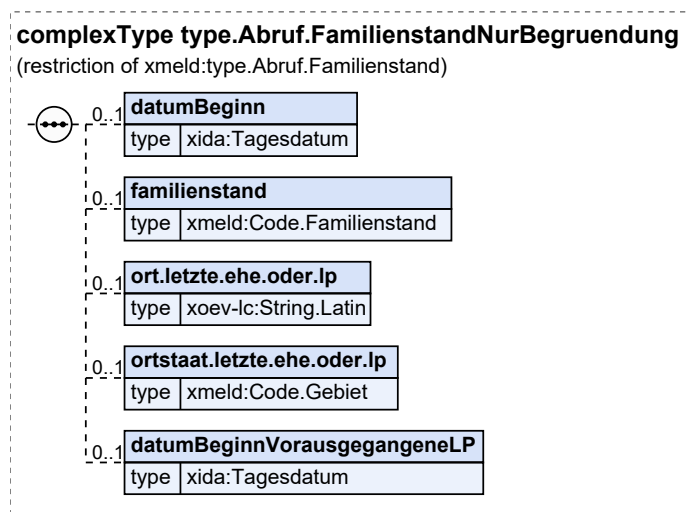 complexType type.Abruf.FamilienstandNurBegruendung
(restriction of xmeld:type.Abruf.Familienstand)
0..1 datumBeginn
type xida:Tagesdatum
0..1 familienstand
type xmeld:Code.Familienstand
0..1 ort.letzte.ehe.oder.lp
type xoev-lc:String.Latin
0..1 ortstaat.letzte.ehe.oder.lp
type xmeld:Code.Gebiet
0..1 datumBeginnVorausgegangeneLP
type xida:Tagesdatum